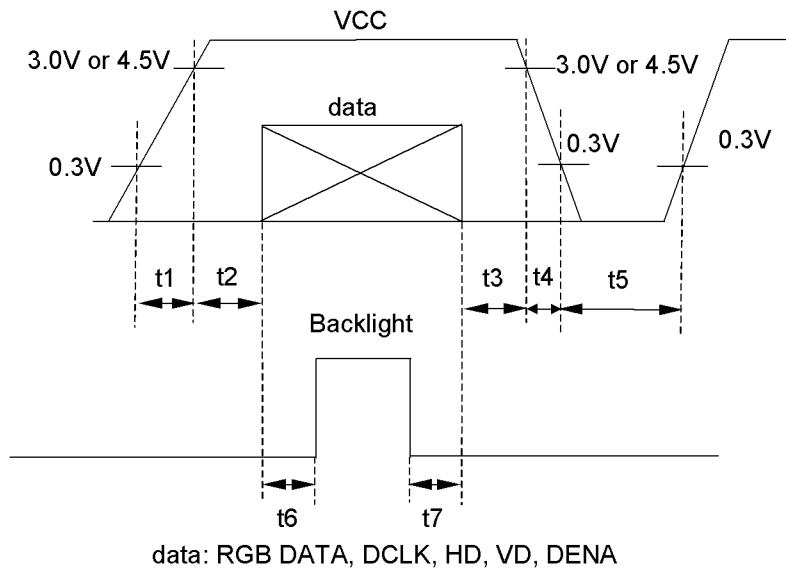 VCC
3.0V or 4.5V
3.0V or 4.5V
data
0.3V
0.3V
0.3V
t1
t2
t3
t4
t5
Backlight
t6
t7
data: RGB DATA, DCLK, HD, VD, DENA